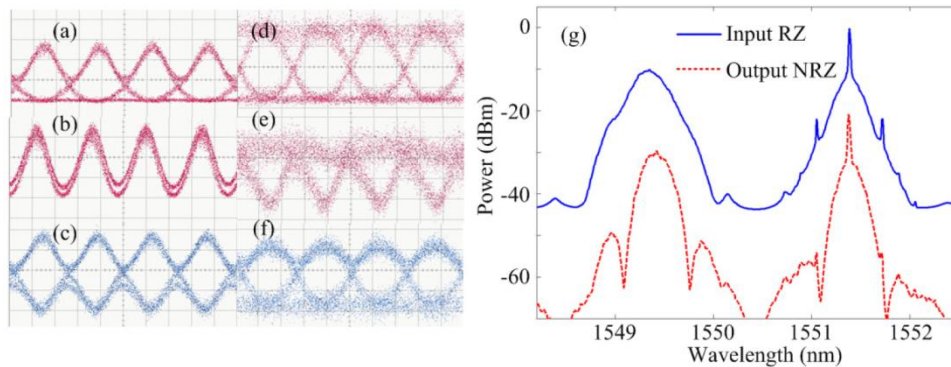 (a)
(b)
(c)
(d)
(e)
(f)
(g)
Input RZ
Output NRZ
Power (dBm)
0
-20
-40
-60
1549
1550
1551
1552
Wavelength (nm)